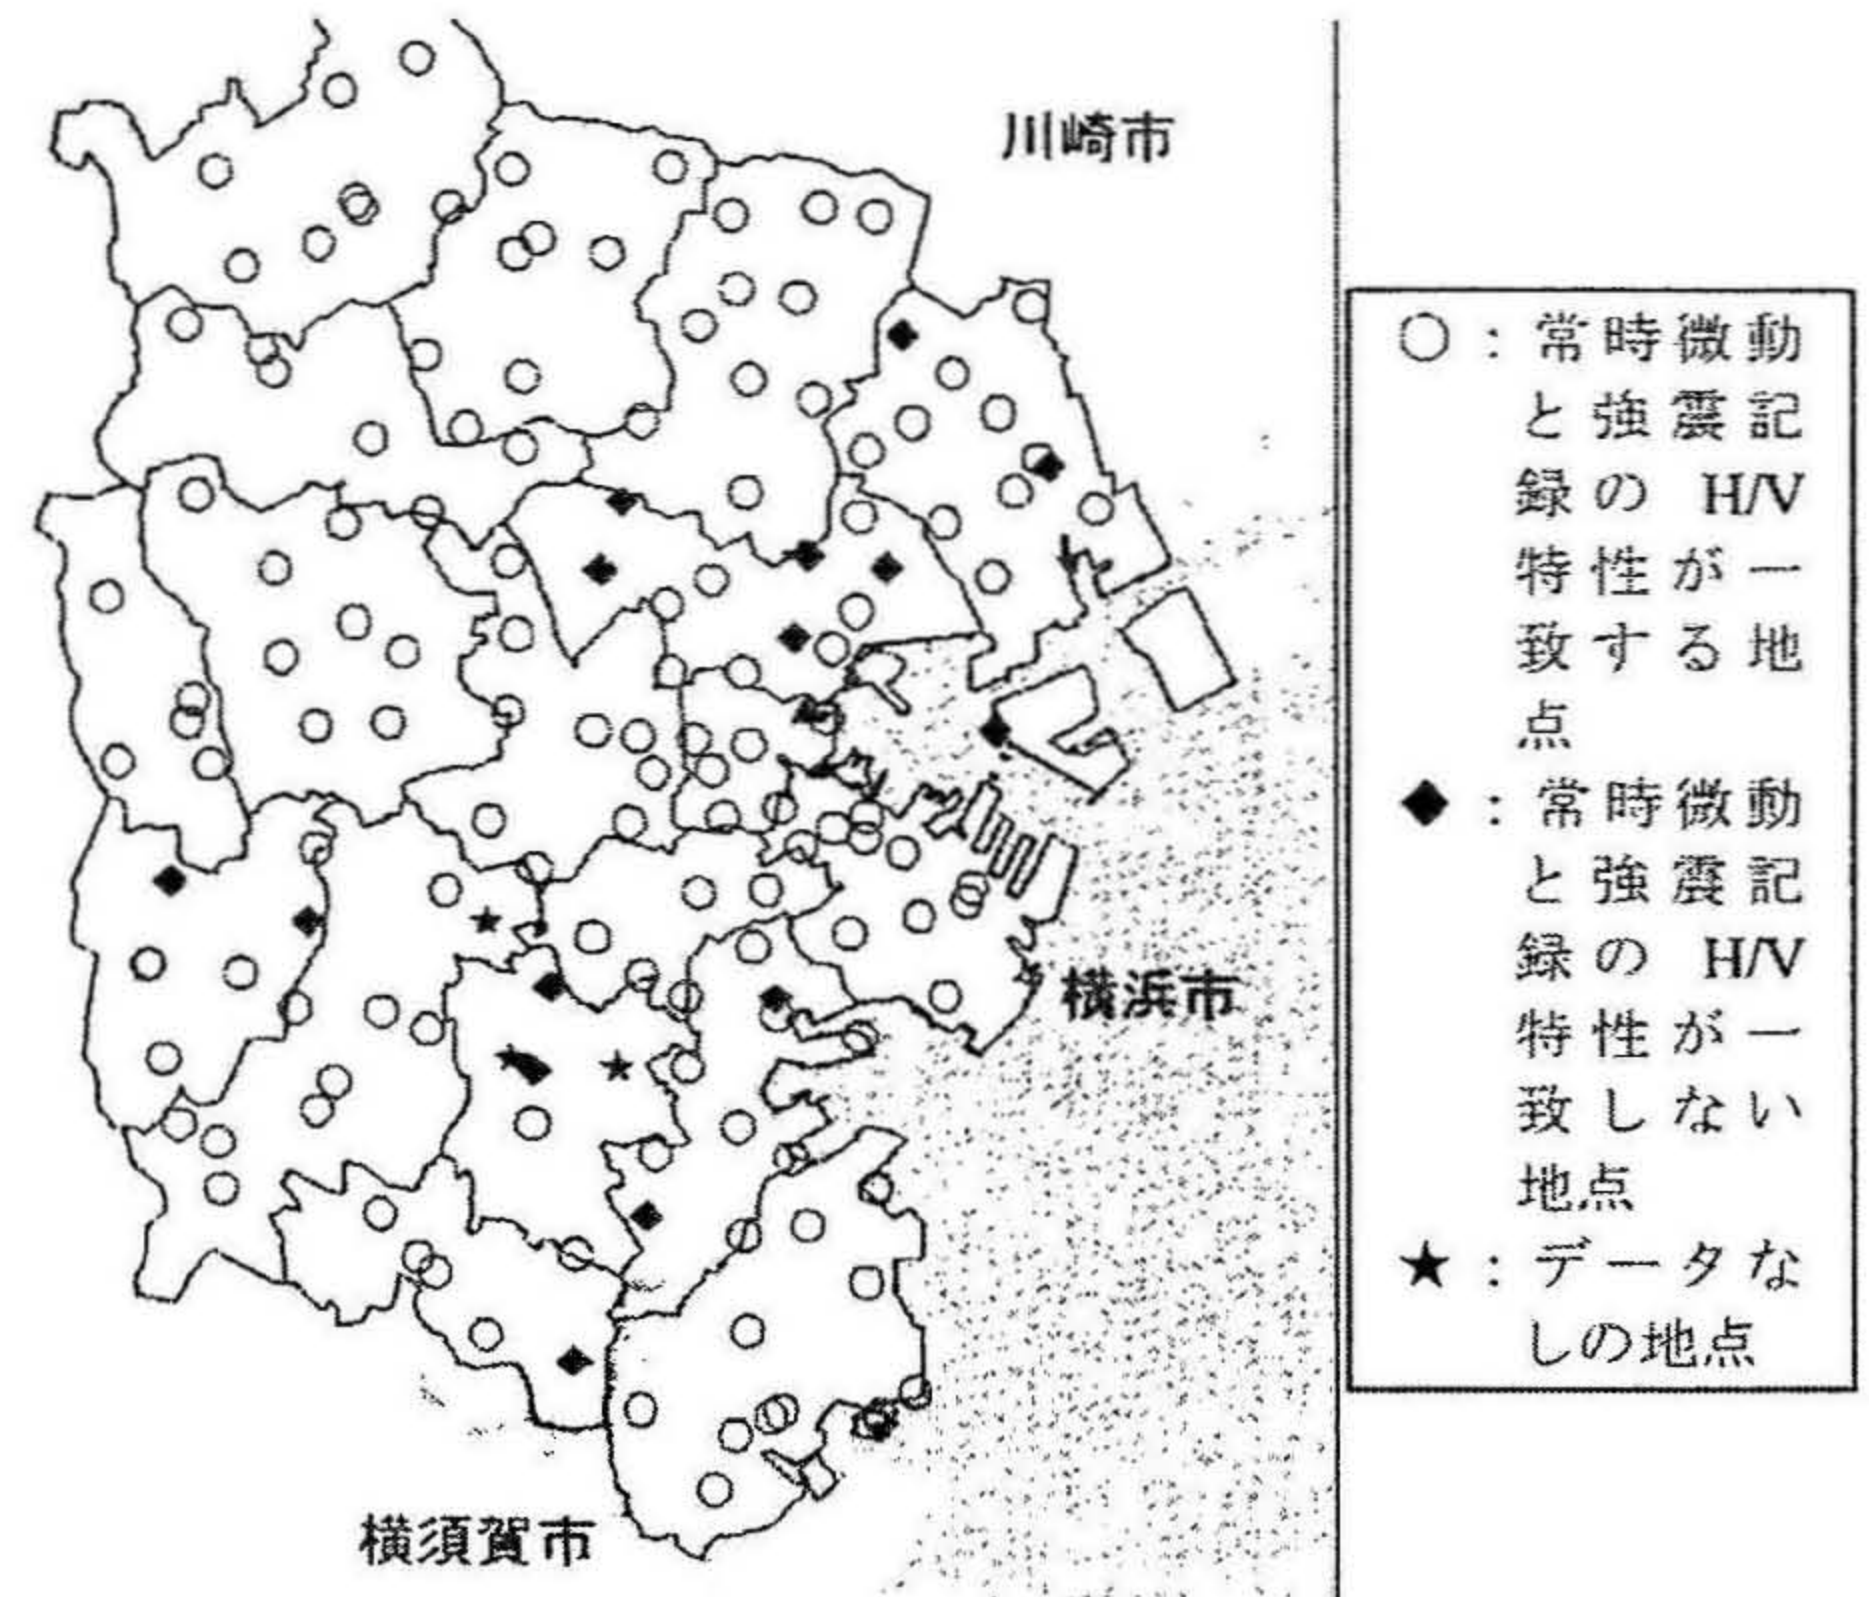 川崎市
横浜市
横須賀市
○：常時微動
と強震記
録の H/V
特性が一
致する地
点
◆：常時微動
と強震記
録の H/V
特性が一
致しない
地点
★：データな
しの地点